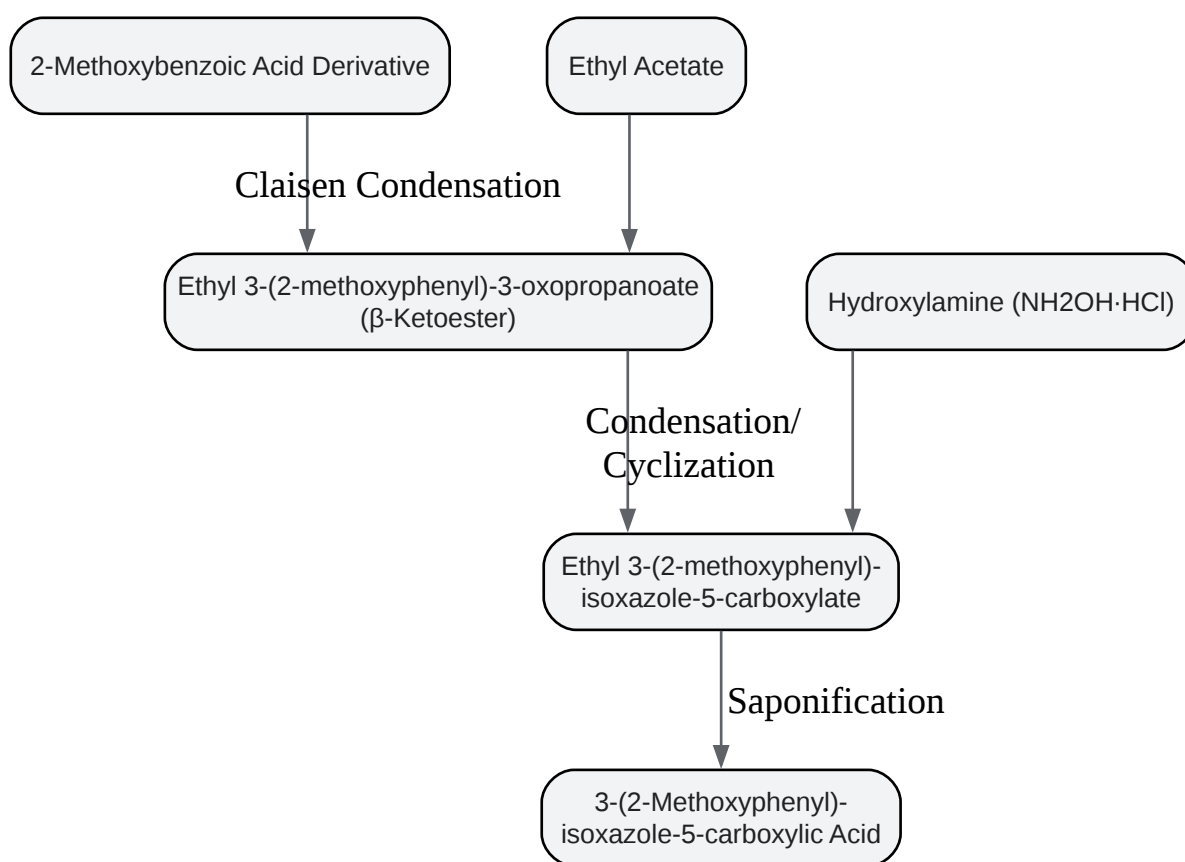 2-Methoxybenzoic Acid Derivative
Ethyl Acetate
Claisen Condensation
Ethyl 3-(2-methoxyphenyl)-3-oxopropanoate
(β-Ketoester)
Hydroxylamine (NH2OH·HCl)
Condensation/
Cyclization
Ethyl 3-(2-methoxyphenyl)-
isoxazole-5-carboxylate
Saponification
3-(2-Methoxyphenyl)-
isoxazole-5-carboxylic Acid